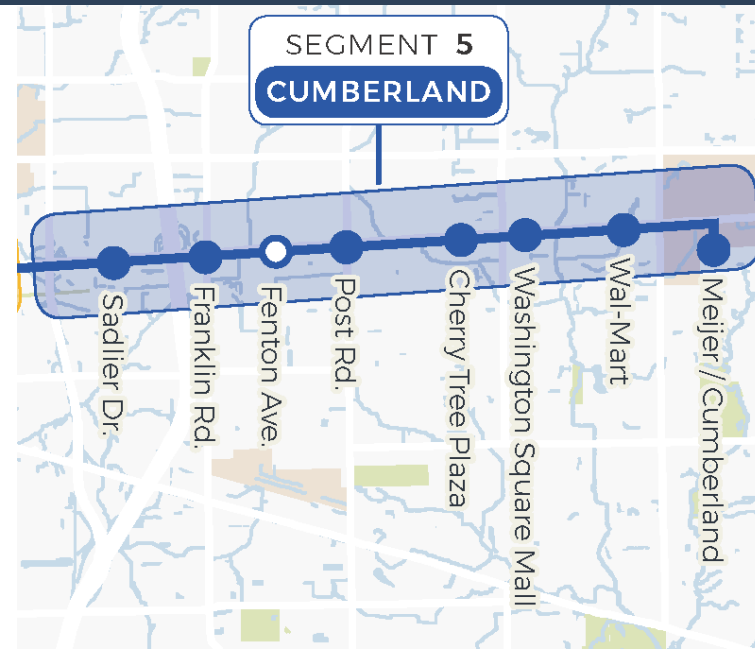 SEGMENT 5
CUMBERLAND
Sadlier Dr.
Franklin Rd.
Fenton Ave.
Post Rd.
Cherry Tree Plaza
Washington Square Mall
Wal-Mart
Meijer / Cumberland